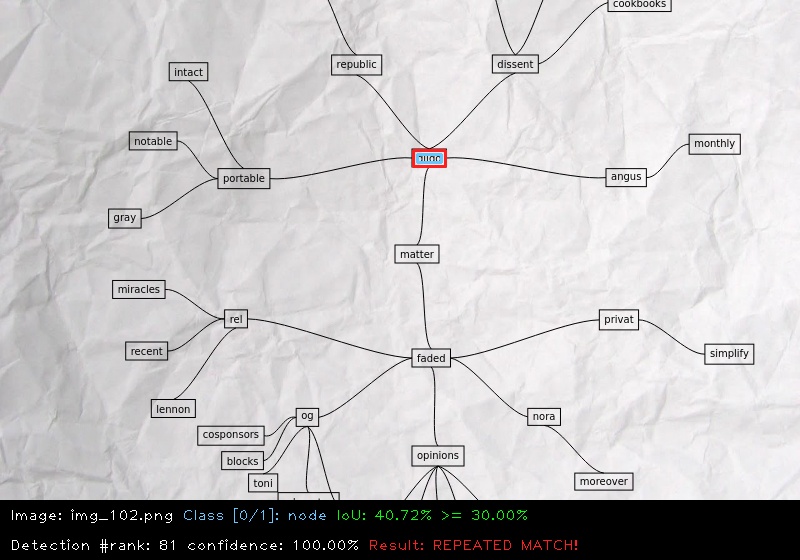 cookbooks
republic
dissent
intact
notable
monthly
portable
angus
gray
matter
miracles
rel
privat
recent
faded
simplify
lennon
og
nora
cosponsors
opinions
blocks
toni
moreover
Image: img_102.png Class [0/1]: node IoU: 40.72% >= 30.00%
Detection #rank: 81 confidence: 100.00% Result: REPEATED MATCH!